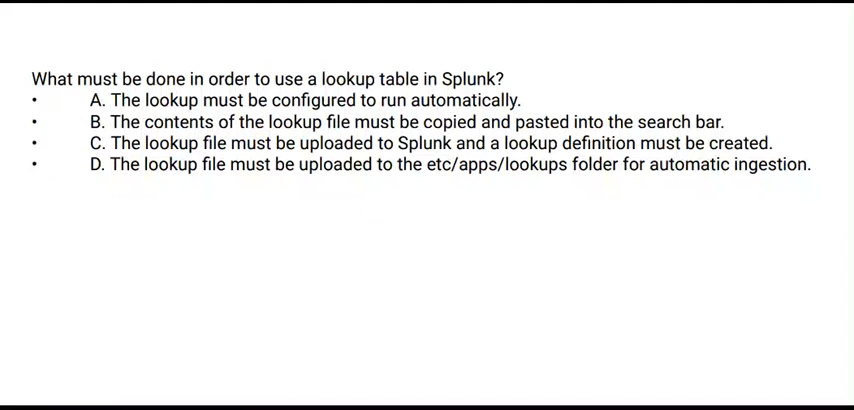 What must be done in order to use a lookup table in Splunk?
• A. The lookup must be configured to run automatically.
• B. The contents of the lookup file must be copied and pasted into the search bar.
• C. The lookup file must be uploaded to Splunk and a lookup definition must be created.
• D. The lookup file must be uploaded to the etc/apps/lookups folder for automatic ingestion.